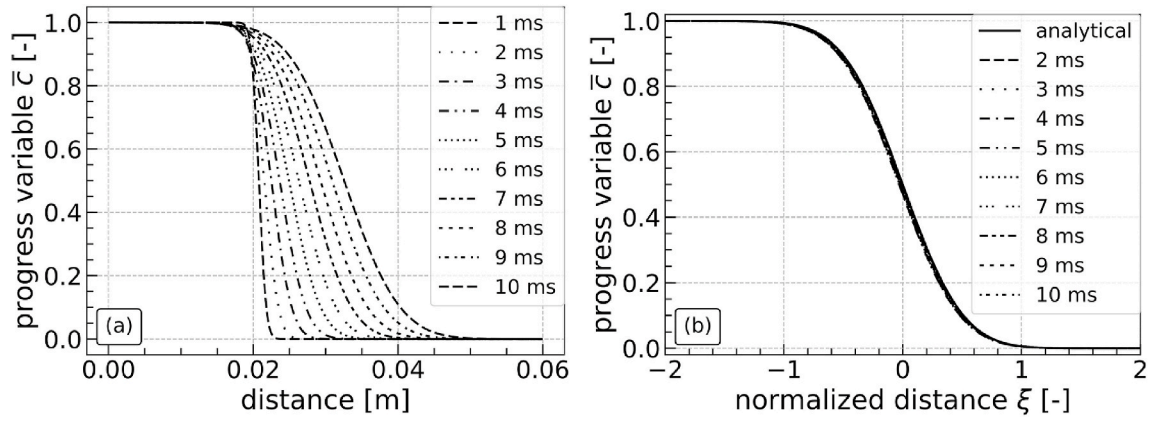 progress variable c̅ [-]
1.0
0.8
0.6
0.4
0.2
0.0
1 ms
2 ms
3 ms
4 ms
5 ms
6 ms
7 ms
8 ms
9 ms
10 ms
(a)
0.00
0.02
0.04
0.06
distance [m]
progress variable c̅ [-]
1.0
0.8
0.6
0.4
0.2
0.0
analytical
2 ms
3 ms
4 ms
5 ms
6 ms
7 ms
8 ms
9 ms
10 ms
(b)
−2
−1
0
1
2
normalized distance ξ [-]